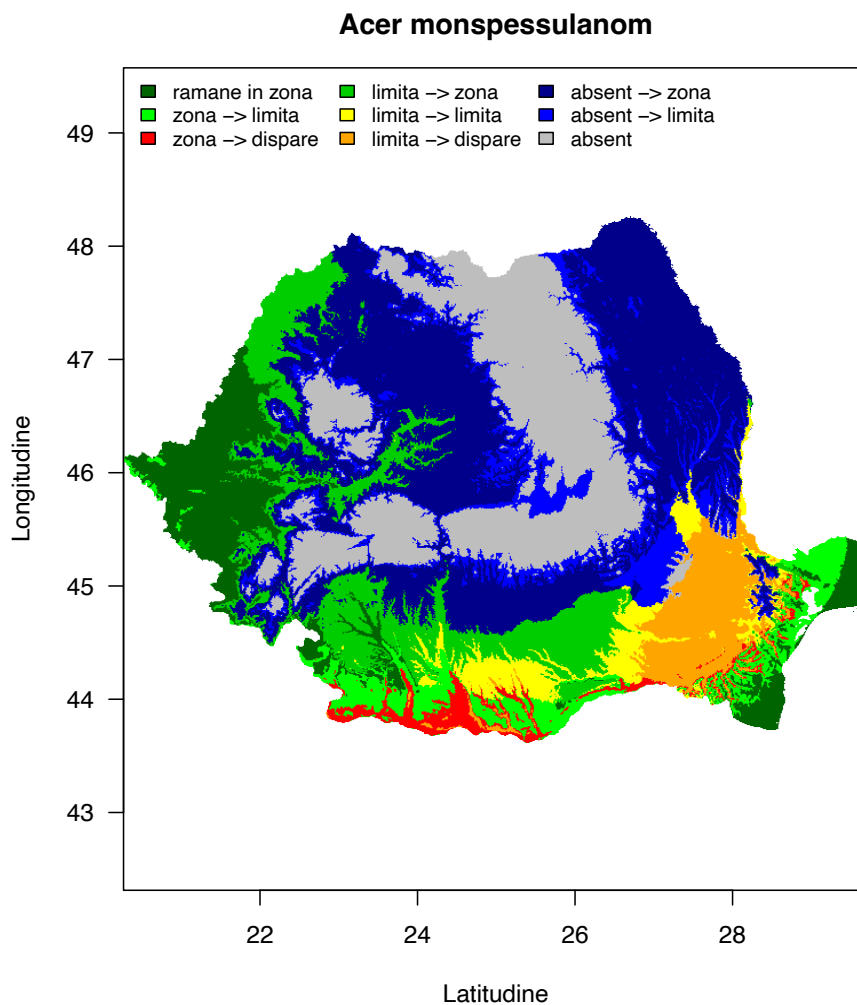 Acer monspessulanom
ramane in zona
limita −> zona
absent −> zona
zona −> limita
limita −> limita
absent −> limita
zona −> dispare
limita −> dispare
absent
49
48
47
46
45
44
43
Longitudine
22
24
26
28
Latitudine